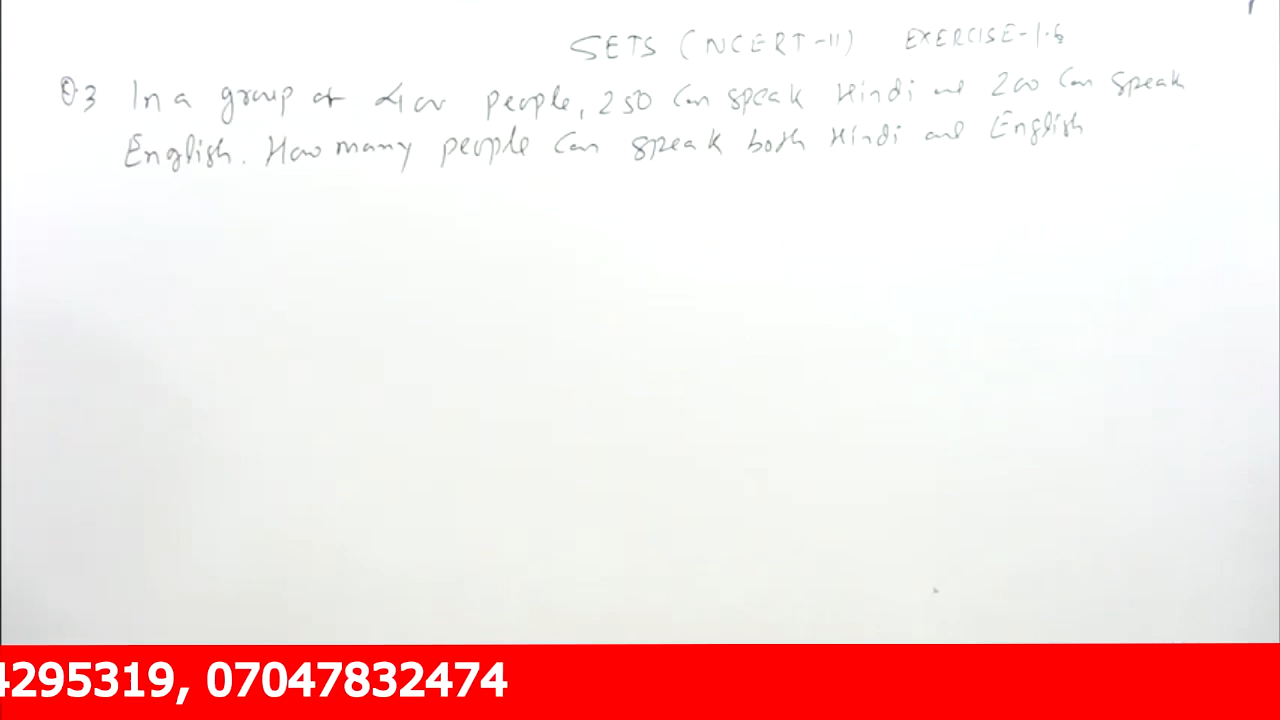 SETS (NCERT-11) EXERCISE-1.6
Q.3 In a group of 400 people, 250 can speak Hindi and 200 can speak
English. How many people can speak both Hindi and English
4295319, 07047832474